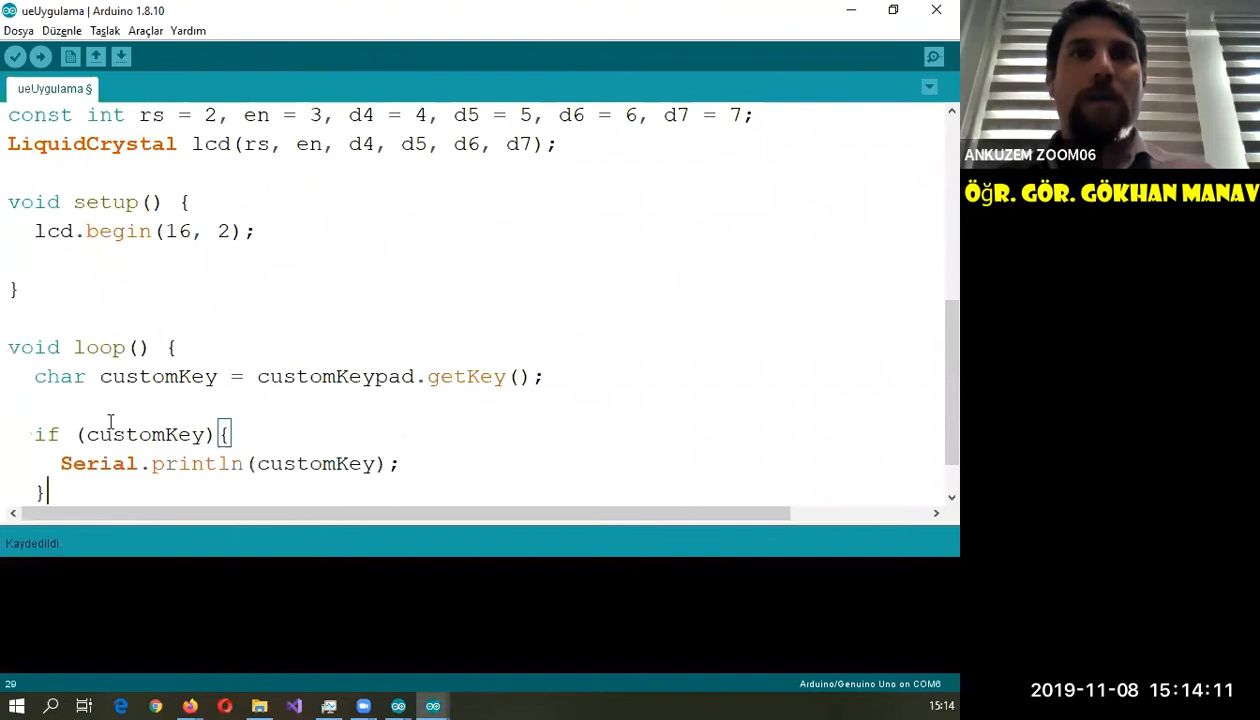 ueUygulama | Arduino 1.8.10
Dosya Düzenle Taslak Araçlar Yardım
ueUygulama §
const int rs = 2, en = 3, d4 = 4, d5 = 5, d6 = 6, d7 = 7;
LiquidCrystal lcd(rs, en, d4, d5, d6, d7);
void setup() {
lcd.begin(16, 2);
}
void loop() {
char customKey = customKeypad.getKey();
if (customKey){
Serial.println(customKey);
}
Kaydedildi.
29
Arduino/Genuino Uno on COM6
15:14
ANKUZEM ZOOM06
ÖğR. GÖR. GÖKHAN MANAV
2019-11-08 15:14:11